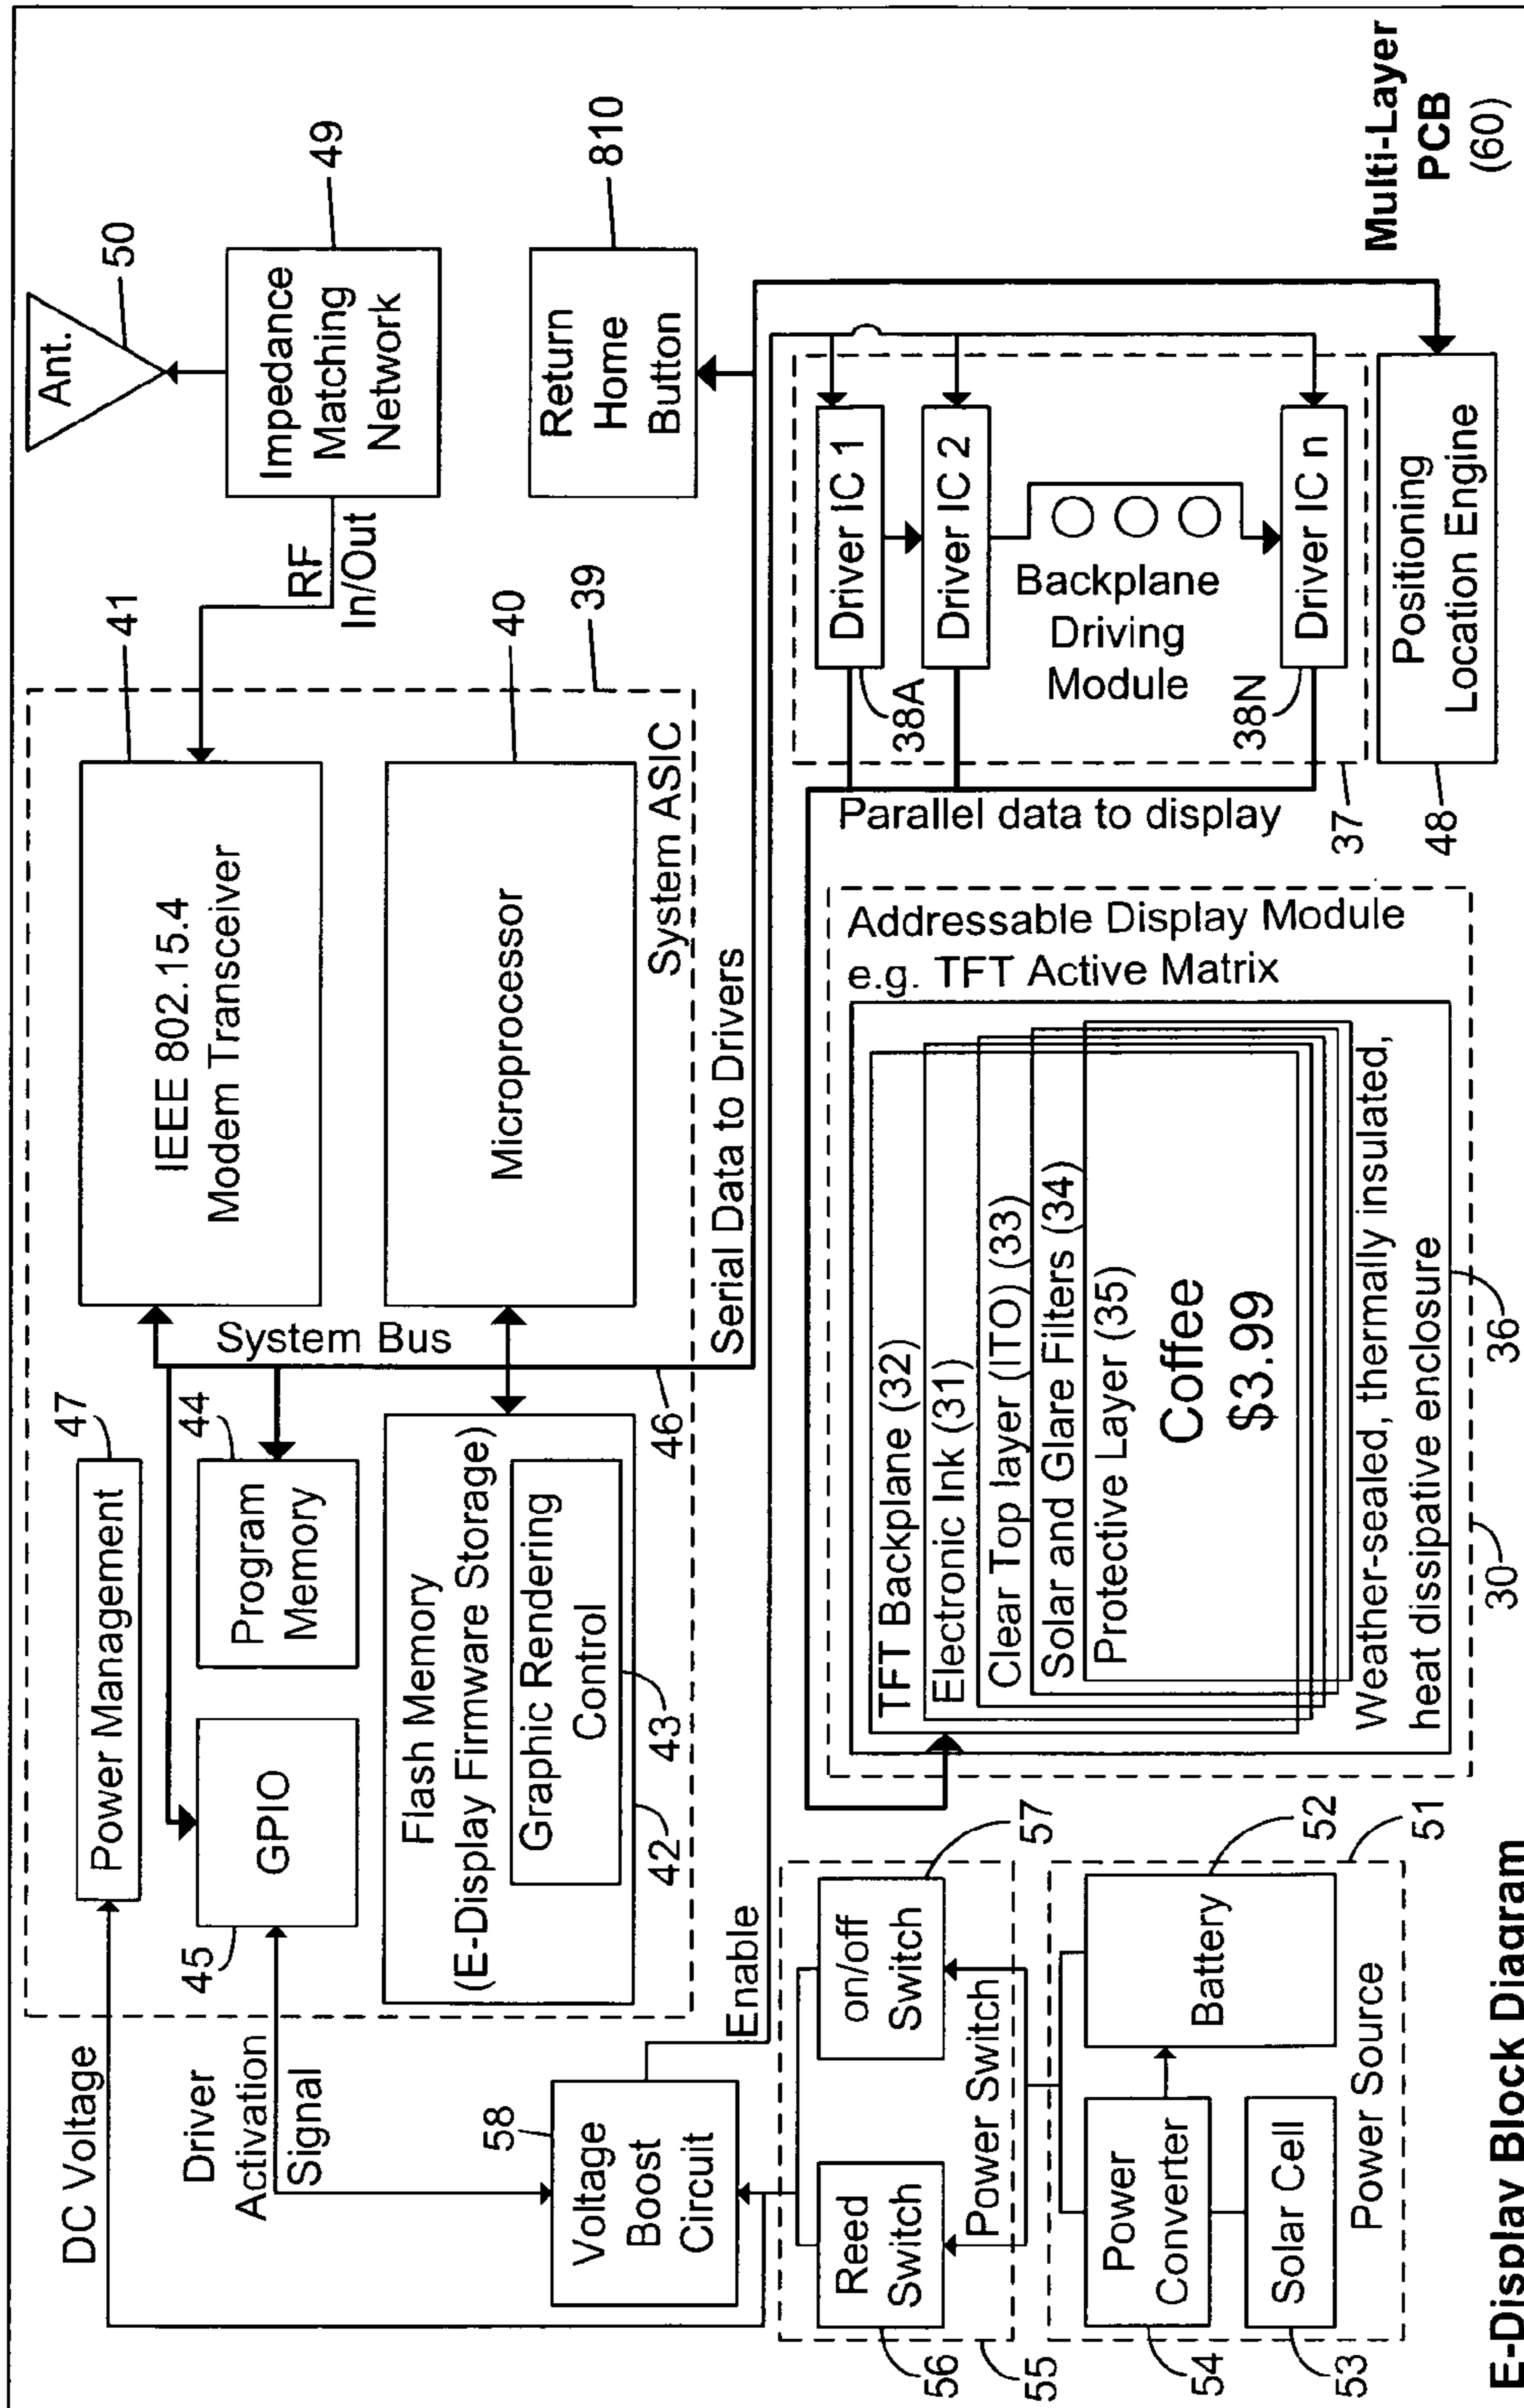 DC Voltage
Driver
Activation
Signal
47
Power Management
45
GPIO
44
Program
Memory
System Bus
41
IEEE 802.15.4
Modem Transceiver
RF
In/Out
Ant.
50
Impedance
Matching
Network
49
Flash Memory
(E-Display Firmware Storage)
Graphic Rendering
Control
42
43
46
Microprocessor
40
39
System ASIC
Return
Home
Button
810
58
Voltage
Boost
Circuit
Enable
Serial Data to Drivers
Reed
Switch
on/off
Switch
Power Switch
56
55
57
Power
Converter
Solar Cell
Battery
Power Source
54
53
52
51
Parallel data to display
Addressable Display Module
e.g. TFT Active Matrix
TFT Backplane (32)
Electronic Ink (31)
Clear Top layer (ITO) (33)
Solar and Glare Filters (34)
Protective Layer (35)
Coffee
$3.99
Weather-sealed, thermally insulated,
heat dissipative enclosure
30
36
Driver IC 1
38A
Driver IC 2
Backplane
Driving
Module
38N
Driver IC n
37
48
Positioning
Location Engine
Multi-Layer
PCB
(60)
E-Display Block Diagram